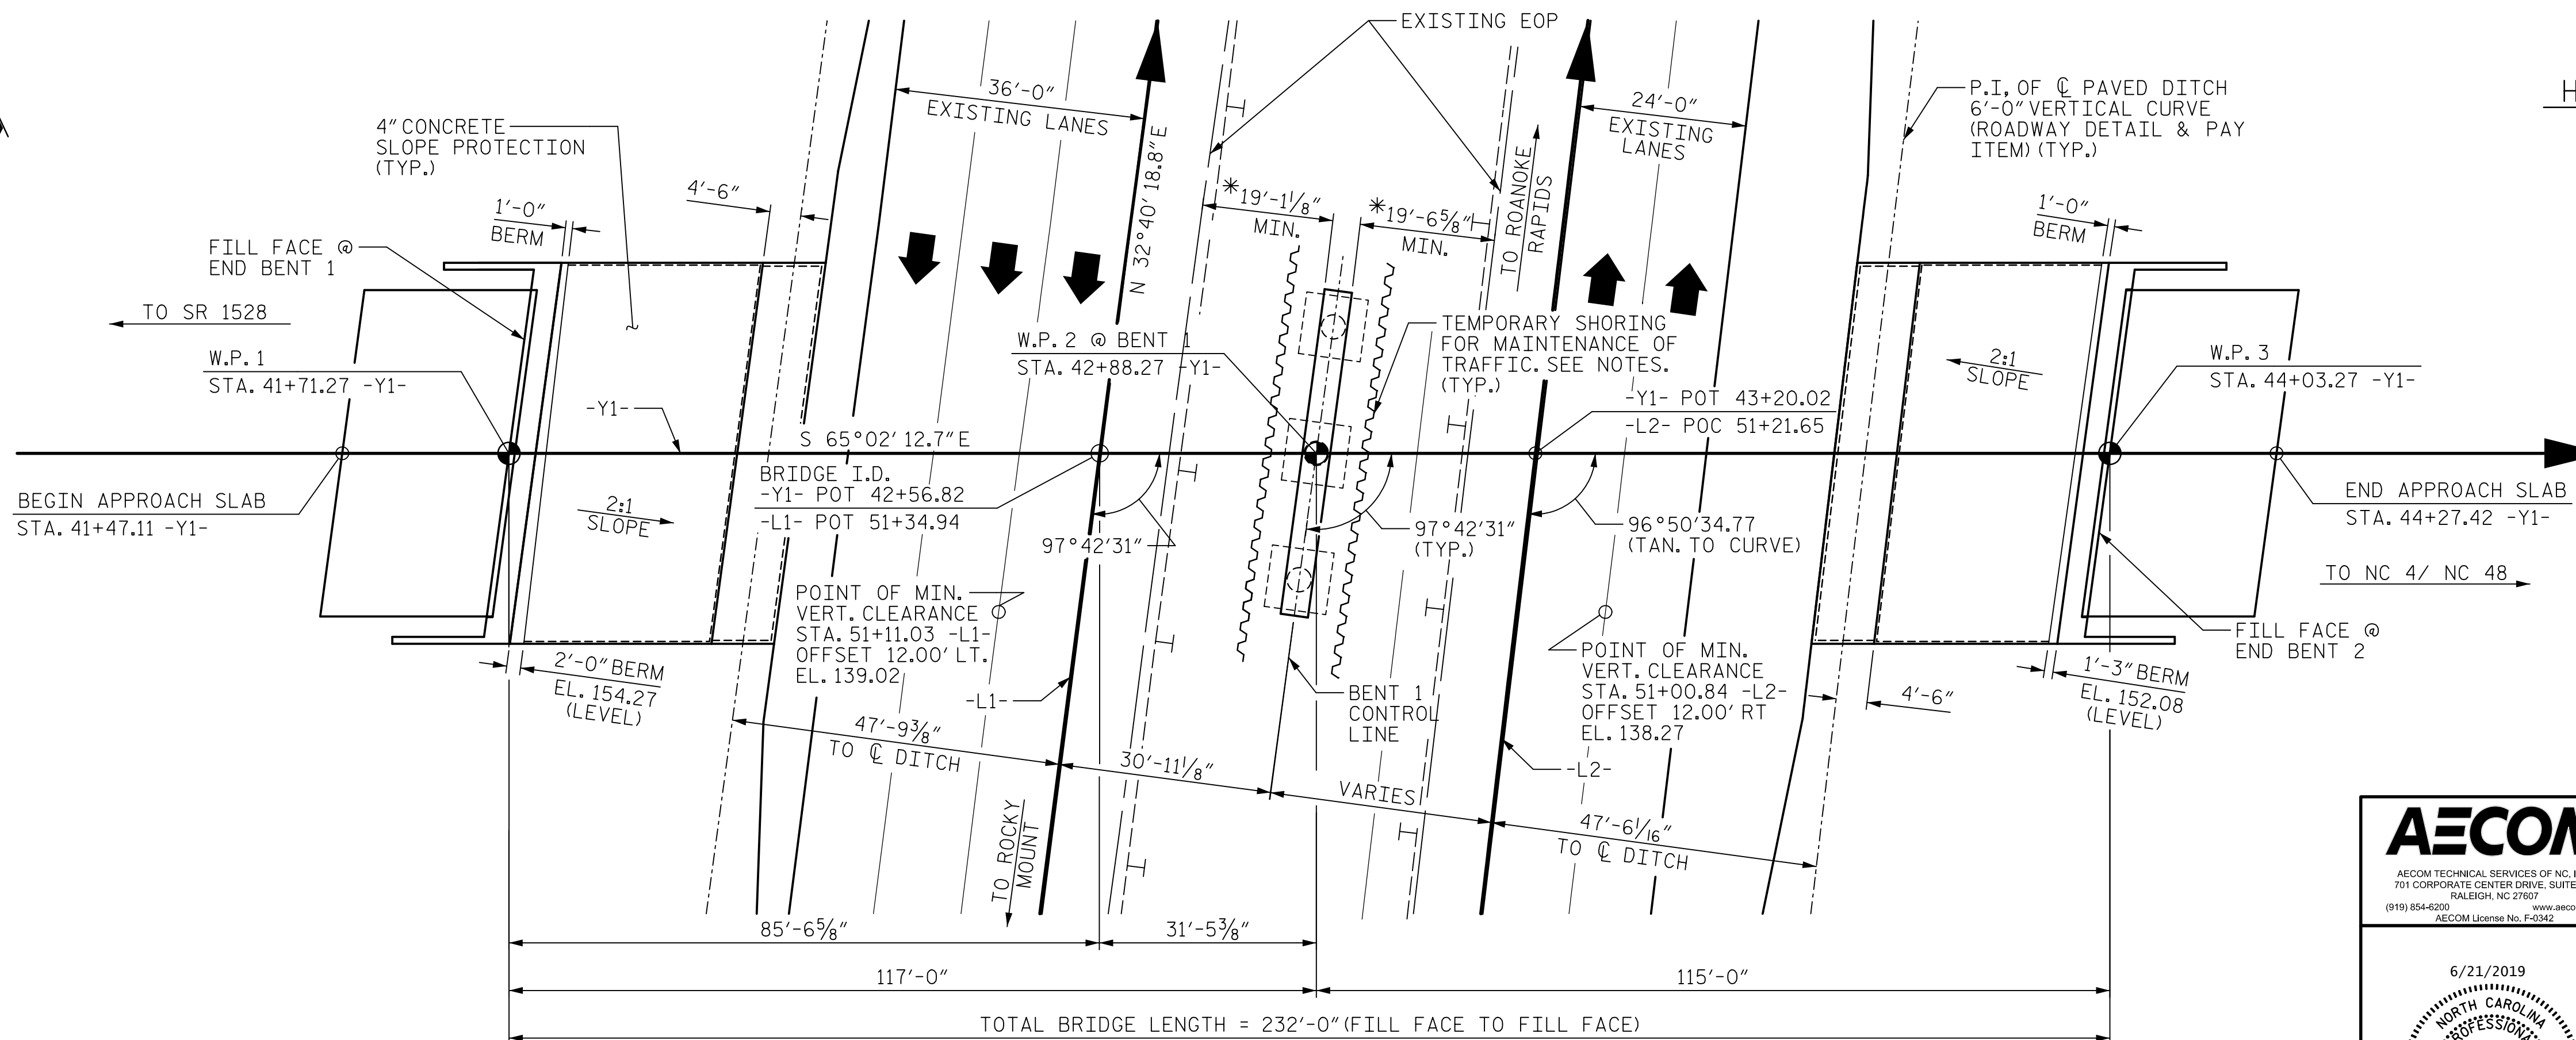 EXISTING EOP
36'-0"
EXISTING LANES
24'-0"
EXISTING
LANES
P.I. OF ℄ PAVED DITCH
6'-0" VERTICAL CURVE
(ROADWAY DETAIL & PAY
ITEM) (TYP.)
4" CONCRETE
SLOPE PROTECTION
(TYP.)
N 32°40'18.8" E
TO ROANOKE
RAPIDS
4'-6"
1'-0"
BERM
*19'-1⅛"
MIN.
*19'-6⅝"
MIN.
1'-0"
BERM
FILL FACE @
END BENT 1
TO SR 1528
W.P. 1
STA. 41+71.27 -Y1-
-Y1-
W.P. 2 @ BENT 1
STA. 42+88.27 -Y1-
TEMPORARY SHORING
FOR MAINTENANCE OF
TRAFFIC. SEE NOTES.
(TYP.)
-Y1- POT 43+20.02
-L2- POC 51+21.65
2:1
SLOPE
W.P. 3
STA. 44+03.27 -Y1-
S 65°02'12.7" E
BRIDGE I.D.
-Y1- POT 42+56.82
-L1- POT 51+34.94
BEGIN APPROACH SLAB
STA. 41+47.11 -Y1-
2:1
SLOPE
97°42'31"
97°42'31"
(TYP.)
96°50'34.77
(TAN. TO CURVE)
END APPROACH SLAB
STA. 44+27.42 -Y1-
TO NC 4/ NC 48
POINT OF MIN.
VERT. CLEARANCE
STA. 51+11.03 -L1-
OFFSET 12.00' LT.
EL. 139.02
-L1-
BENT 1
CONTROL
LINE
POINT OF MIN.
VERT. CLEARANCE
STA. 51+00.84 -L2-
OFFSET 12.00' RT
EL. 138.27
-L2-
FILL FACE @
END BENT 2
2'-0" BERM
EL. 154.27
(LEVEL)
4'-6"
1'-3" BERM
EL. 152.08
(LEVEL)
47'-9⅜"
TO ℄ DITCH
30'-11⅛"
VARIES
47'-6 1/16"
TO ℄ DITCH
TO ROCKY
MOUNT
85'-6⅝"
31'-5⅜"
117'-0"
115'-0"
TOTAL BRIDGE LENGTH = 232'-0" (FILL FACE TO FILL FACE)
AECOM
AECOM TECHNICAL SERVICES OF NC,
701 CORPORATE CENTER DRIVE, SUITE
RALEIGH, NC 27607
(919) 854-6200 www.aeco
AECOM License No. F-0342
6/21/2019
NORTH CAROLINA